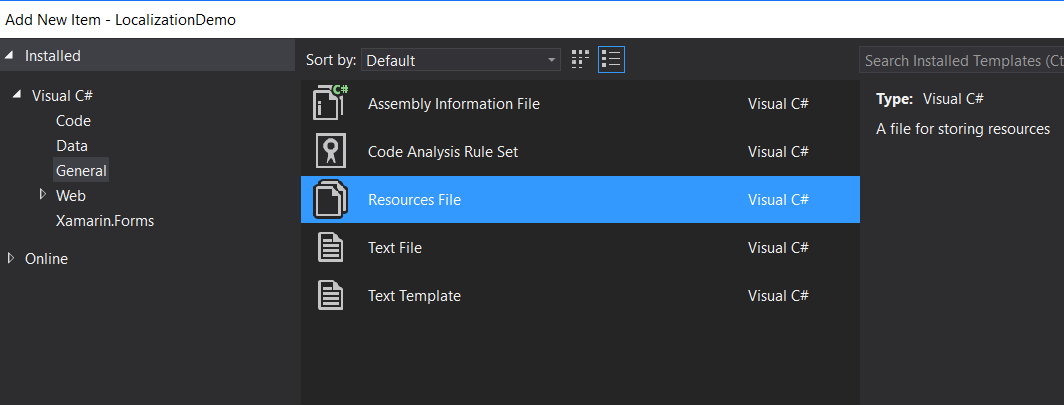 Add New Item - LocalizationDemo
Installed
Visual C#
Code
Data
General
Web
Xamarin.Forms
Online
Sort by: Default
C# Assembly Information File Visual C#
Code Analysis Rule Set Visual C#
Resources File Visual C#
Text File Visual C#
Text Template Visual C#
Search Installed Templates (Ct
Type: Visual C#
A file for storing resources